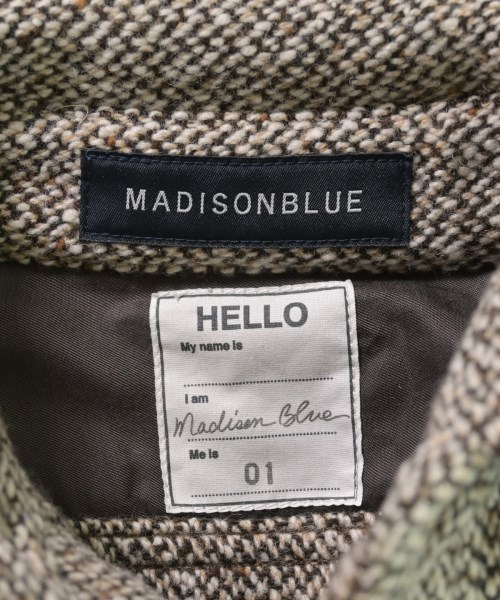 MADISONBLUE
HELLO
My name is
I am
Madison Blue
Me is
01